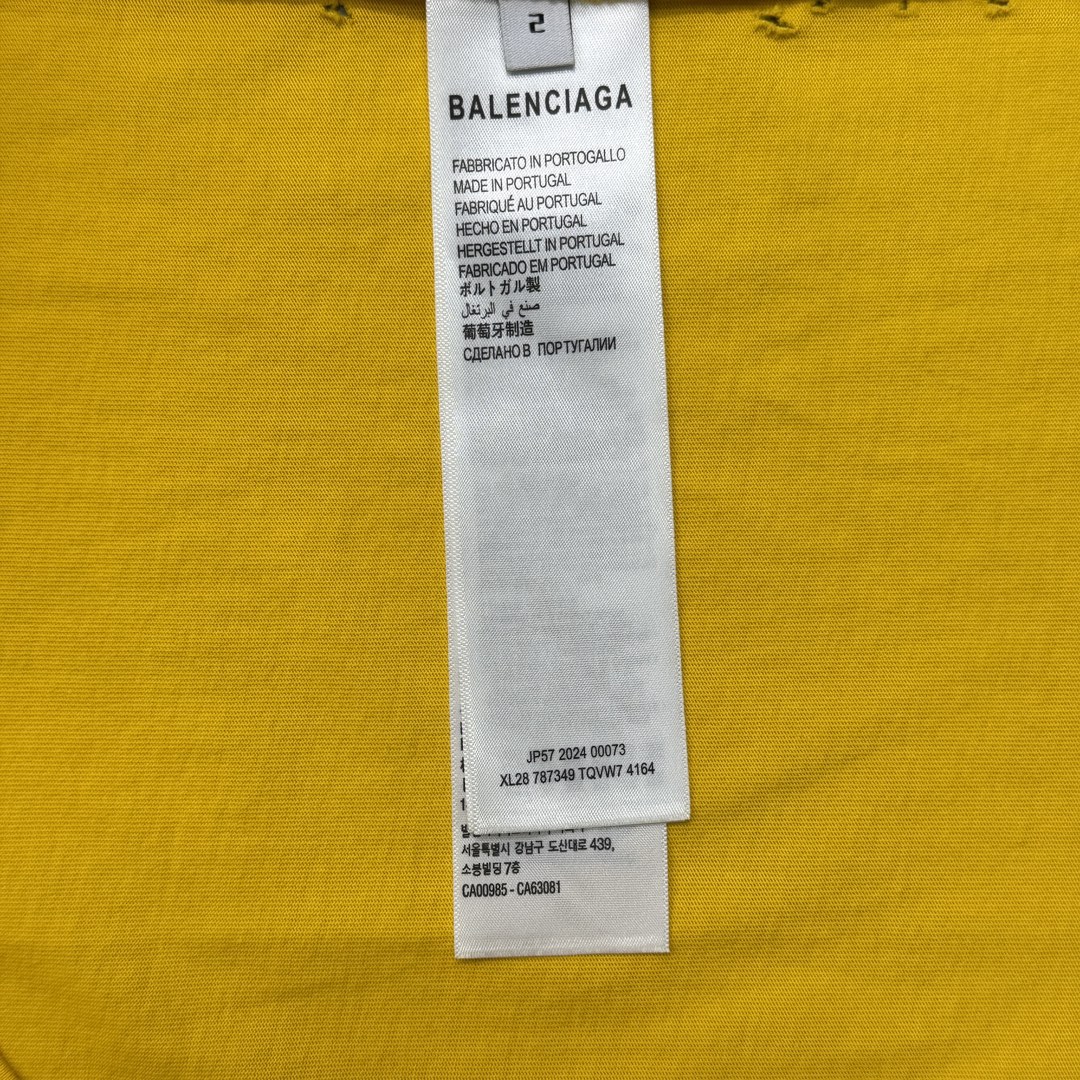 2
BALENCIAGA
FABBRICATO IN PORTOGALLO
MADE IN PORTUGAL
FABRIQUÉ AU PORTUGAL
HECHO EN PORTUGAL
HERGESTELLT IN PORTUGAL
FABRICADO EM PORTUGAL
ポルトガル製
صنع في البرتغال
葡萄牙制造
СДЕЛАНО В ПОРТУГАЛИИ
JP57 2024 00073
XL28 787349 TQVW7 4164
서울특별시 강남구 도신대로 439,
소봉빌딩 7층
CA00985 - CA63081